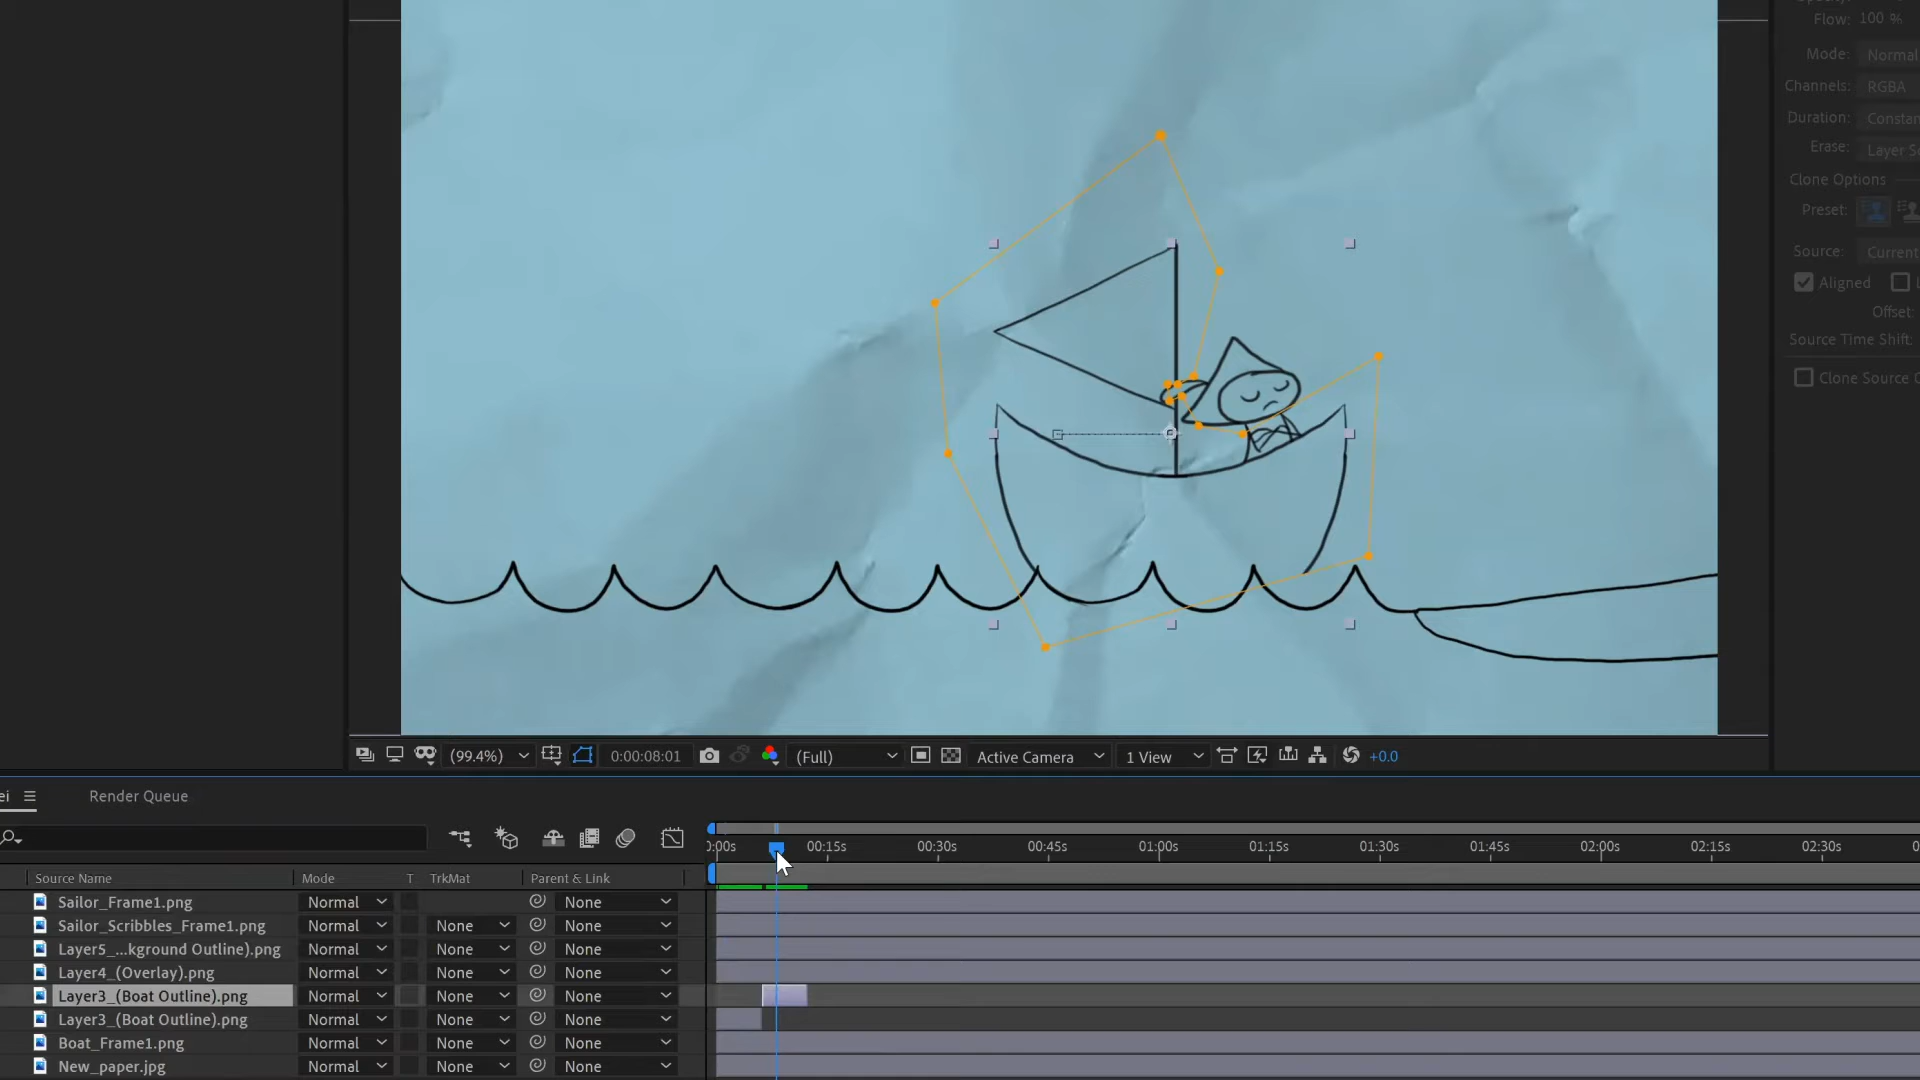 Flow: 100 %
Mode: Normal
Channels: RGBA
Duration: Constan
Erase: Layer So
Clone Options
Preset:
Source: Current
Aligned
Offset:
Source Time Shift:
Clone Source
(99.4%) 0:00:08:01 (Full) Active Camera 1 View +0.0
ei Render Queue
0:00s 00:15s 00:30s 00:45s 01:00s 01:15s 01:30s 01:45s 02:00s 02:15s 02:30s
Source Name Mode T TrkMat Parent & Link
Sailor_Frame1.png Normal None
Sailor_Scribbles_Frame1.png Normal None None
Layer5_...kground Outline).png Normal None None
Layer4_(Overlay).png Normal None None
Layer3_(Boat Outline).png Normal None None
Layer3_(Boat Outline).png Normal None None
Boat_Frame1.png Normal None None
New_paper.jpg Normal None None